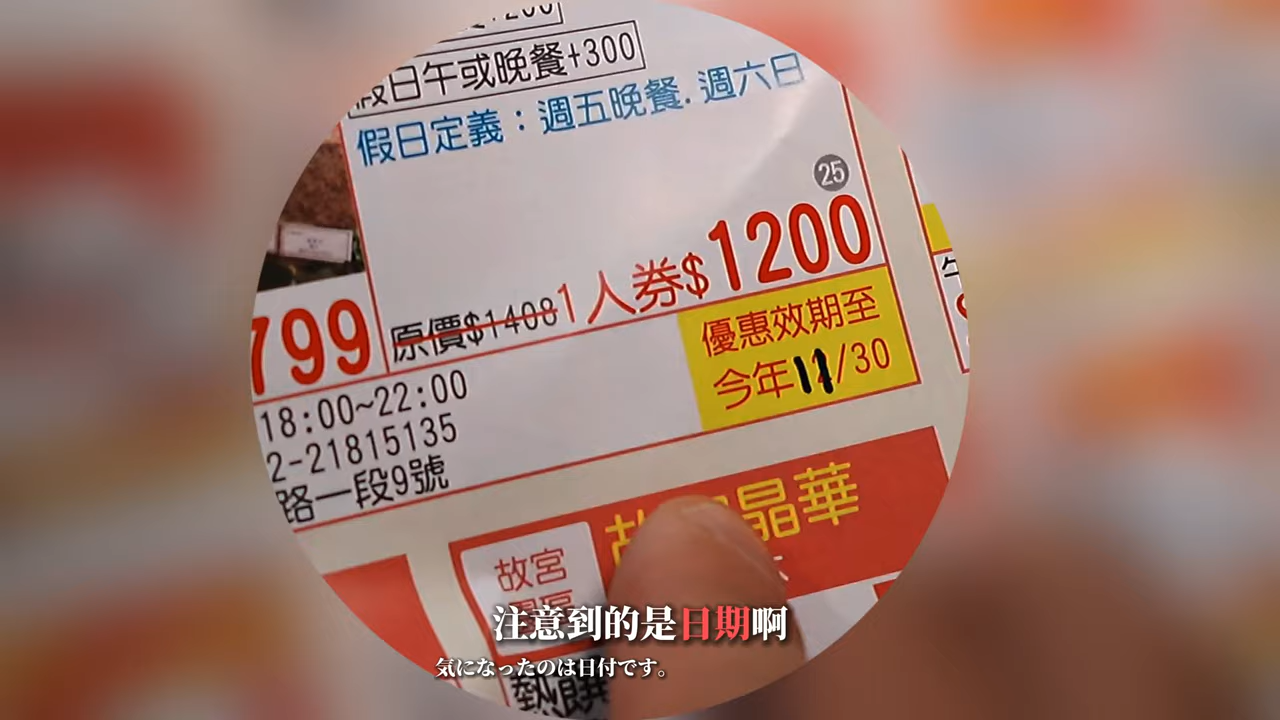 假日午或晚餐+300
假日定義：週五晚餐.週六日
25
原價$1408 1人券$1200
799
優惠效期至
今年11/30
18:00~22:00
2-21815135
路一段9號
晶華
故宮
注意到的是日期啊
気になったのは日付です。